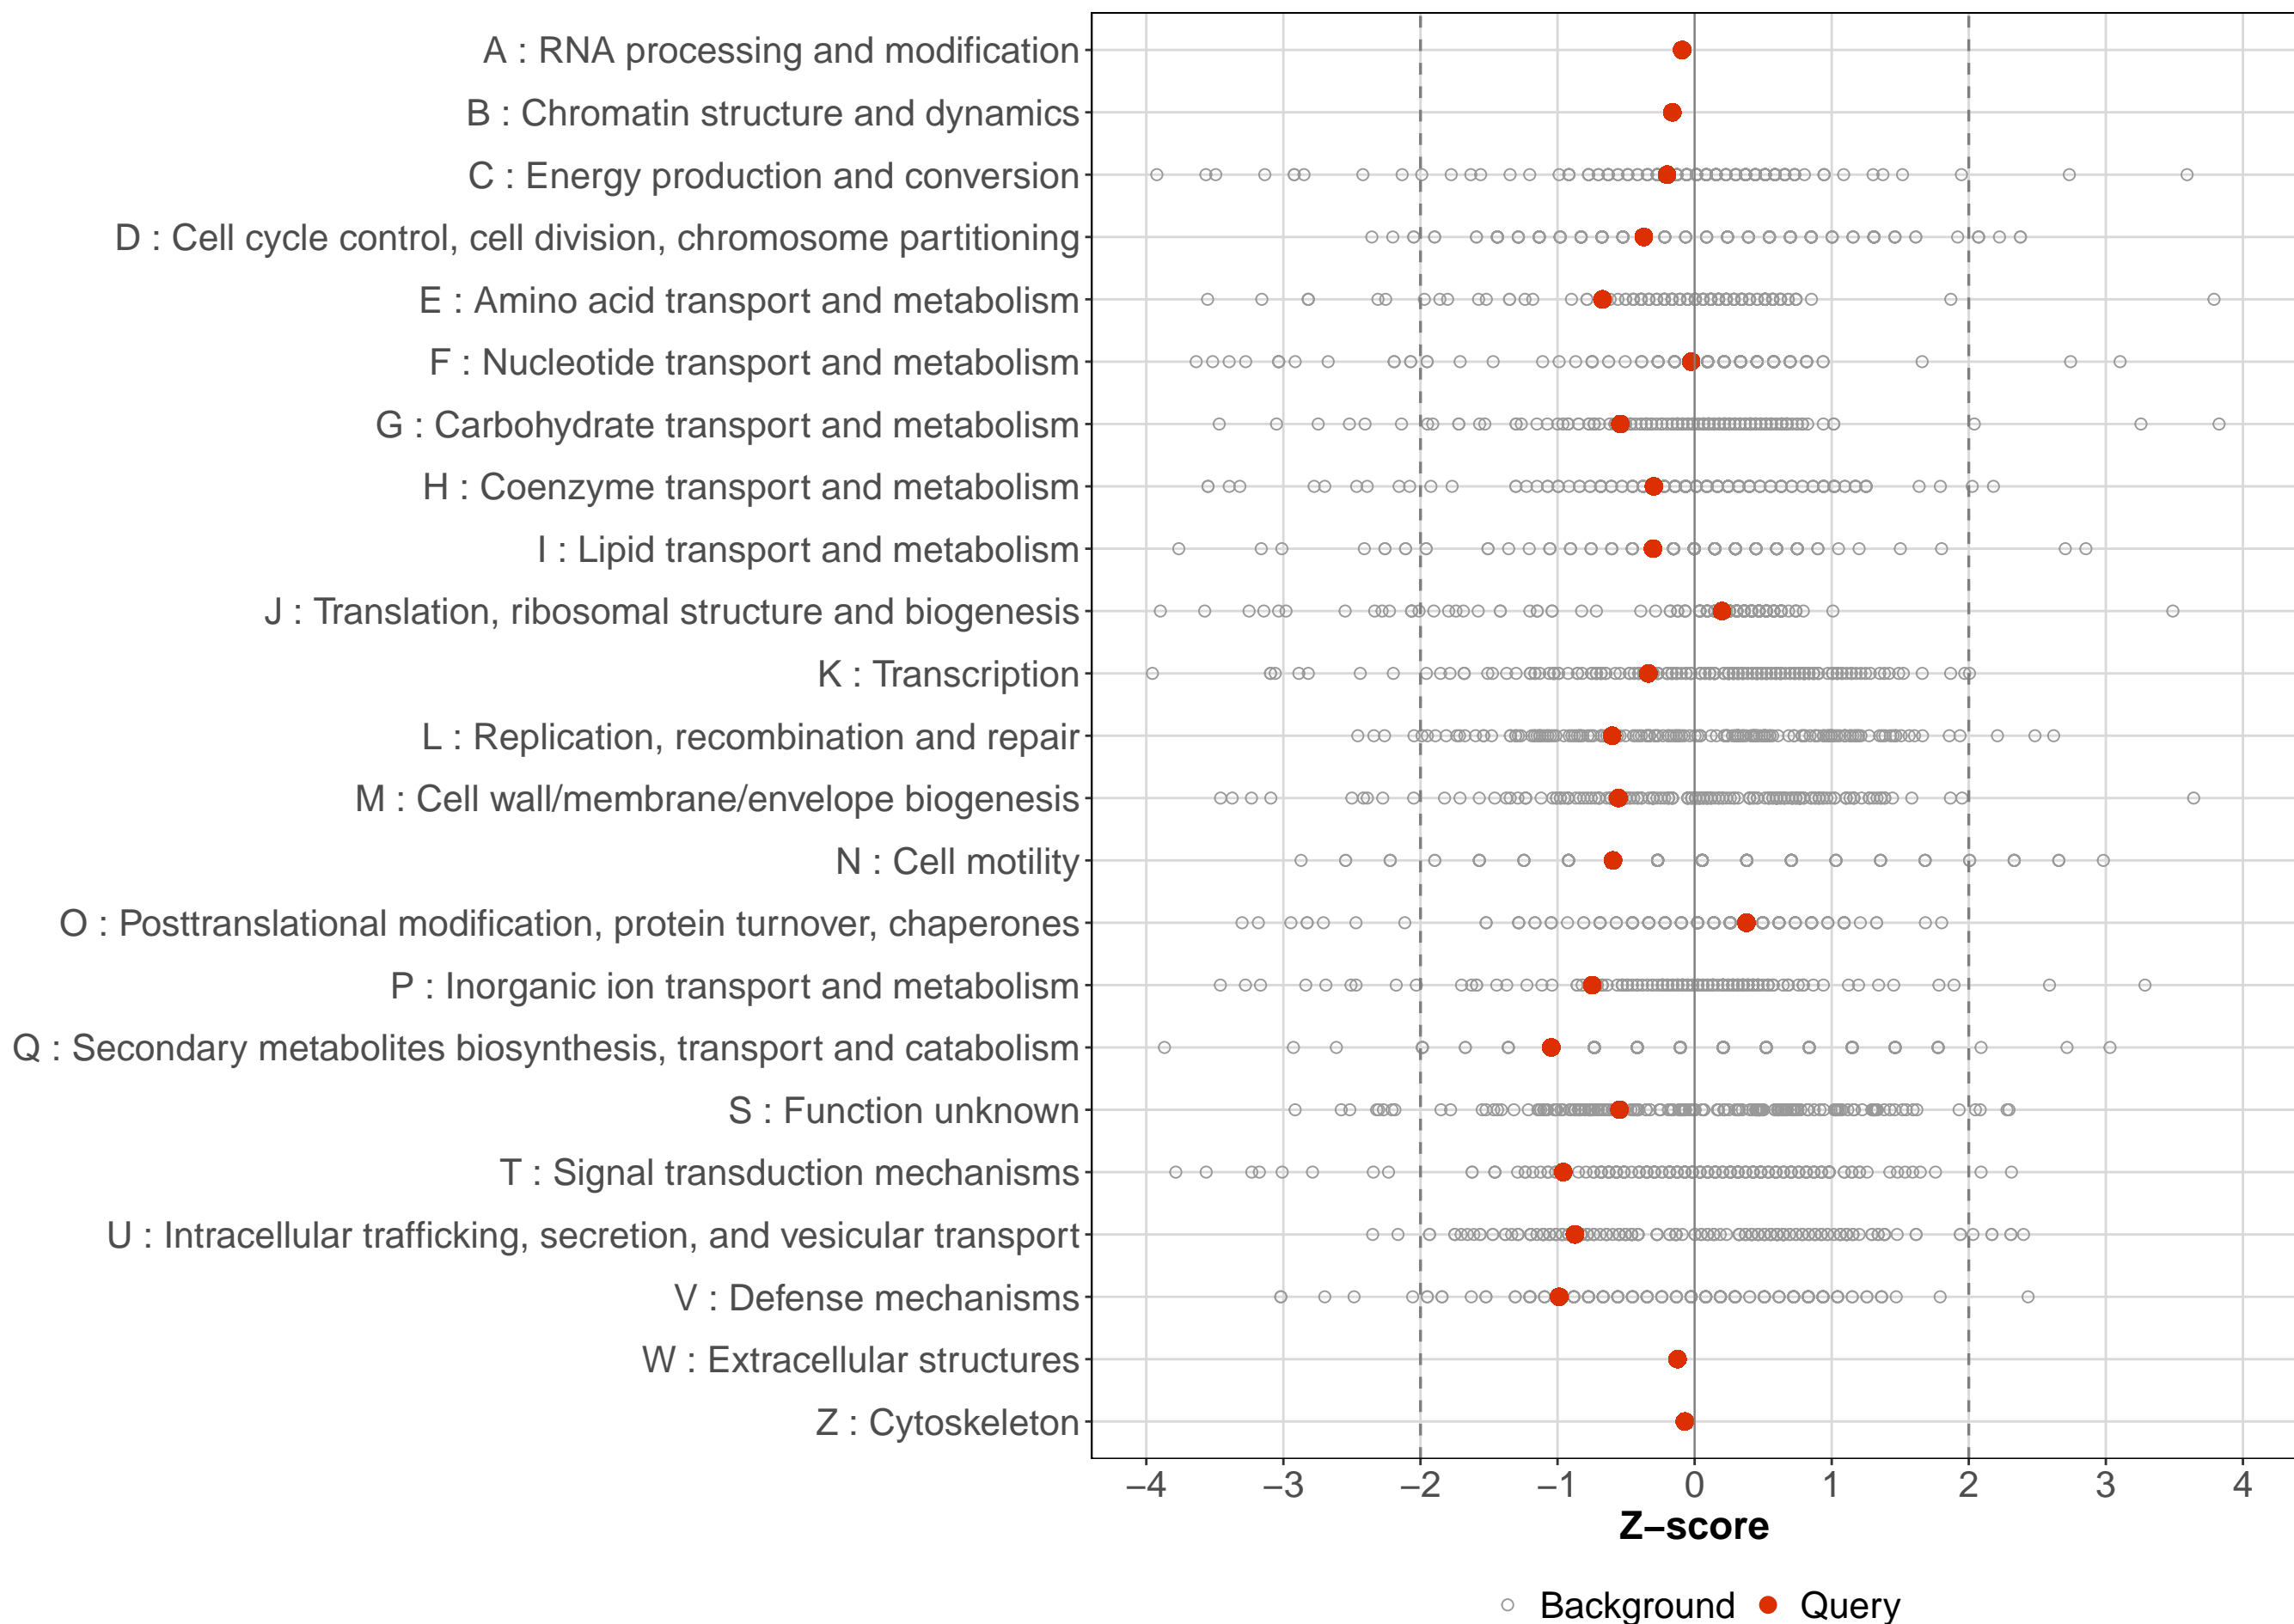 A : RNA processing and modification
B : Chromatin structure and dynamics
C : Energy production and conversion
D : Cell cycle control, cell division, chromosome partitioning
E : Amino acid transport and metabolism
F : Nucleotide transport and metabolism
G : Carbohydrate transport and metabolism
H : Coenzyme transport and metabolism
I : Lipid transport and metabolism
J : Translation, ribosomal structure and biogenesis
K : Transcription
L : Replication, recombination and repair
M : Cell wall/membrane/envelope biogenesis
N : Cell motility
O : Posttranslational modification, protein turnover, chaperones
P : Inorganic ion transport and metabolism
Q : Secondary metabolites biosynthesis, transport and catabolism
S : Function unknown
T : Signal transduction mechanisms
U : Intracellular trafficking, secretion, and vesicular transport
V : Defense mechanisms
W : Extracellular structures
Z : Cytoskeleton
−4 −3 −2 −1 0 1 2 3 4
Z−score
Background Query